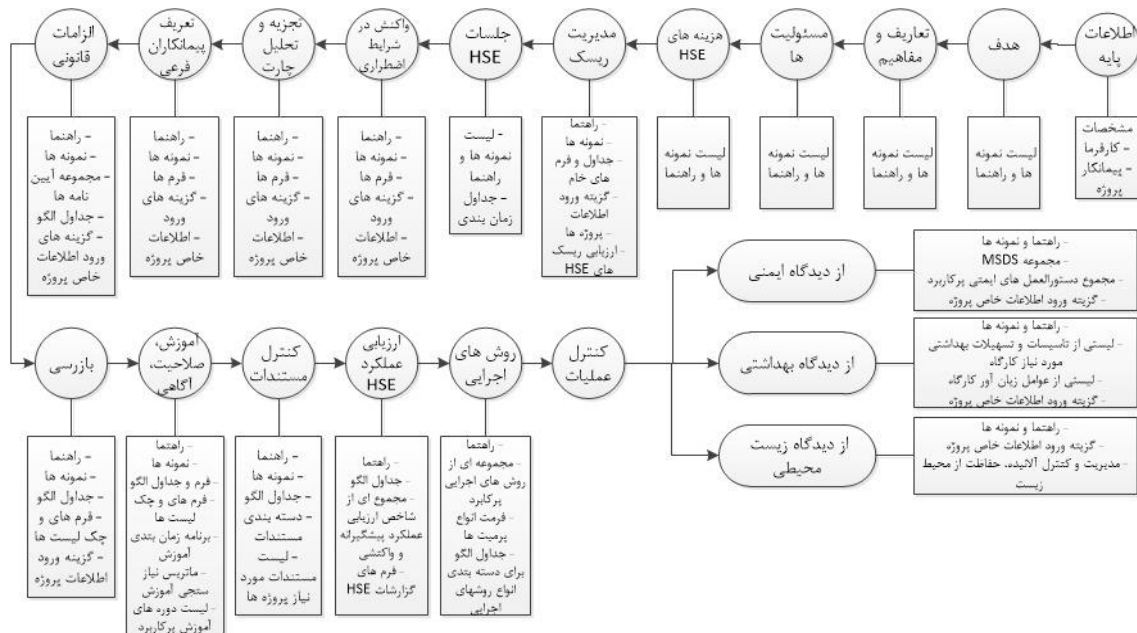 اطلاعات
پایه
هدف
تعاریف و
مفاهیم
مسئولیت
ها
هزینه های
HSE
مدیریت
ریسک
جلسات
HSE
واکنش در
شرایط
اضطراری
تجزیه و
تحلیل
چارت
تعریف
پیمانکاران
فرعی
الزامات
قانونی
مشخصات
- کارفرما
- پیمانکار
پروژه
لیست نمونه
ها و راهنما
لیست نمونه
ها و راهنما
لیست نمونه
ها و راهنما
لیست نمونه
ها و راهنما
راهنما
- نمونه ها
- جداول و فرم
های خام
- گزینه ورود
اطلاعات
- پروژه ها
- ارزیابی ریسک
های HSE
- لیست
نمونه ها و
راهنما
- جداول
زمان بندی
- راهنما
- نمونه ها
- فرم ها
- گزینه های
ورود
- اطلاعات
خاص پروژه
- راهنما
- نمونه ها
- فرم ها
- گزینه های
ورود
- اطلاعات
خاص پروژه
- راهنما
- نمونه ها
- فرم ها
- گزینه های
ورود
- اطلاعات
خاص پروژه
- راهنما
- نمونه ها
- مجموعه آیین
نامه ها
- جداول الگو
- گزینه های
ورود اطلاعات
خاص پروژه
بازرسی
آموزش،
صلاحیت،
آگاهی
کنترل
مستندات
ارزیابی
عملکرد
HSE
روش های
اجرایی
کنترل
عملیات
از دیدگاه ایمنی
از دیدگاه بهداشتی
از دیدگاه زیست
محیطی
- راهنما و نمونه ها
- مجموعه MSDS
- مجموع دستورالعمل های ایمنی پرکاربرد
- گزینه ورود اطلاعات خاص پروژه
- راهنما و نمونه ها
- لیستی از تاسیسات و تسهیلات بهداشتی
مورد نیاز کارگاه
- لیستی از عوامل زیان آور کارگاه
- گزینه ورود اطلاعات خاص پروژه
- راهنما و نمونه ها
- گزینه ورود اطلاعات خاص پروژه
- مدیریت و کنترل آلاینده، حفاظت از محیط
زیست
- راهنما
- نمونه ها
- جداول الگو
- فرم های و
چک لیست ها
- گزینه ورود
اطلاعات پروژه
- راهنما
- نمونه ها
- فرم و جداول الگو
- فرم های و چک
لیست ها
- برنامه زمان بندی
آموزش
- ماتریس نیاز
سنجی آموزش
- لیست دوره های
آموزش پرکاربرد
- راهنما
- نمونه ها
- جداول الگو
- دسته بندی
مستندات
- لیست
مستندات مورد
نیاز پروژه ها
- راهنما
- جداول الگو
- مجموع ای از
شاخص ارزیابی
عملکرد پیشگیرانه
و واکنشی
- فرم های
گزارشات HSE
- راهنما
- مجموعه ای از
روش های اجرایی
پرکابرد
- فرمت انواع
پرمیت ها
- جداول الگو
برای دسته بندی
انواع روشهای
اجرایی